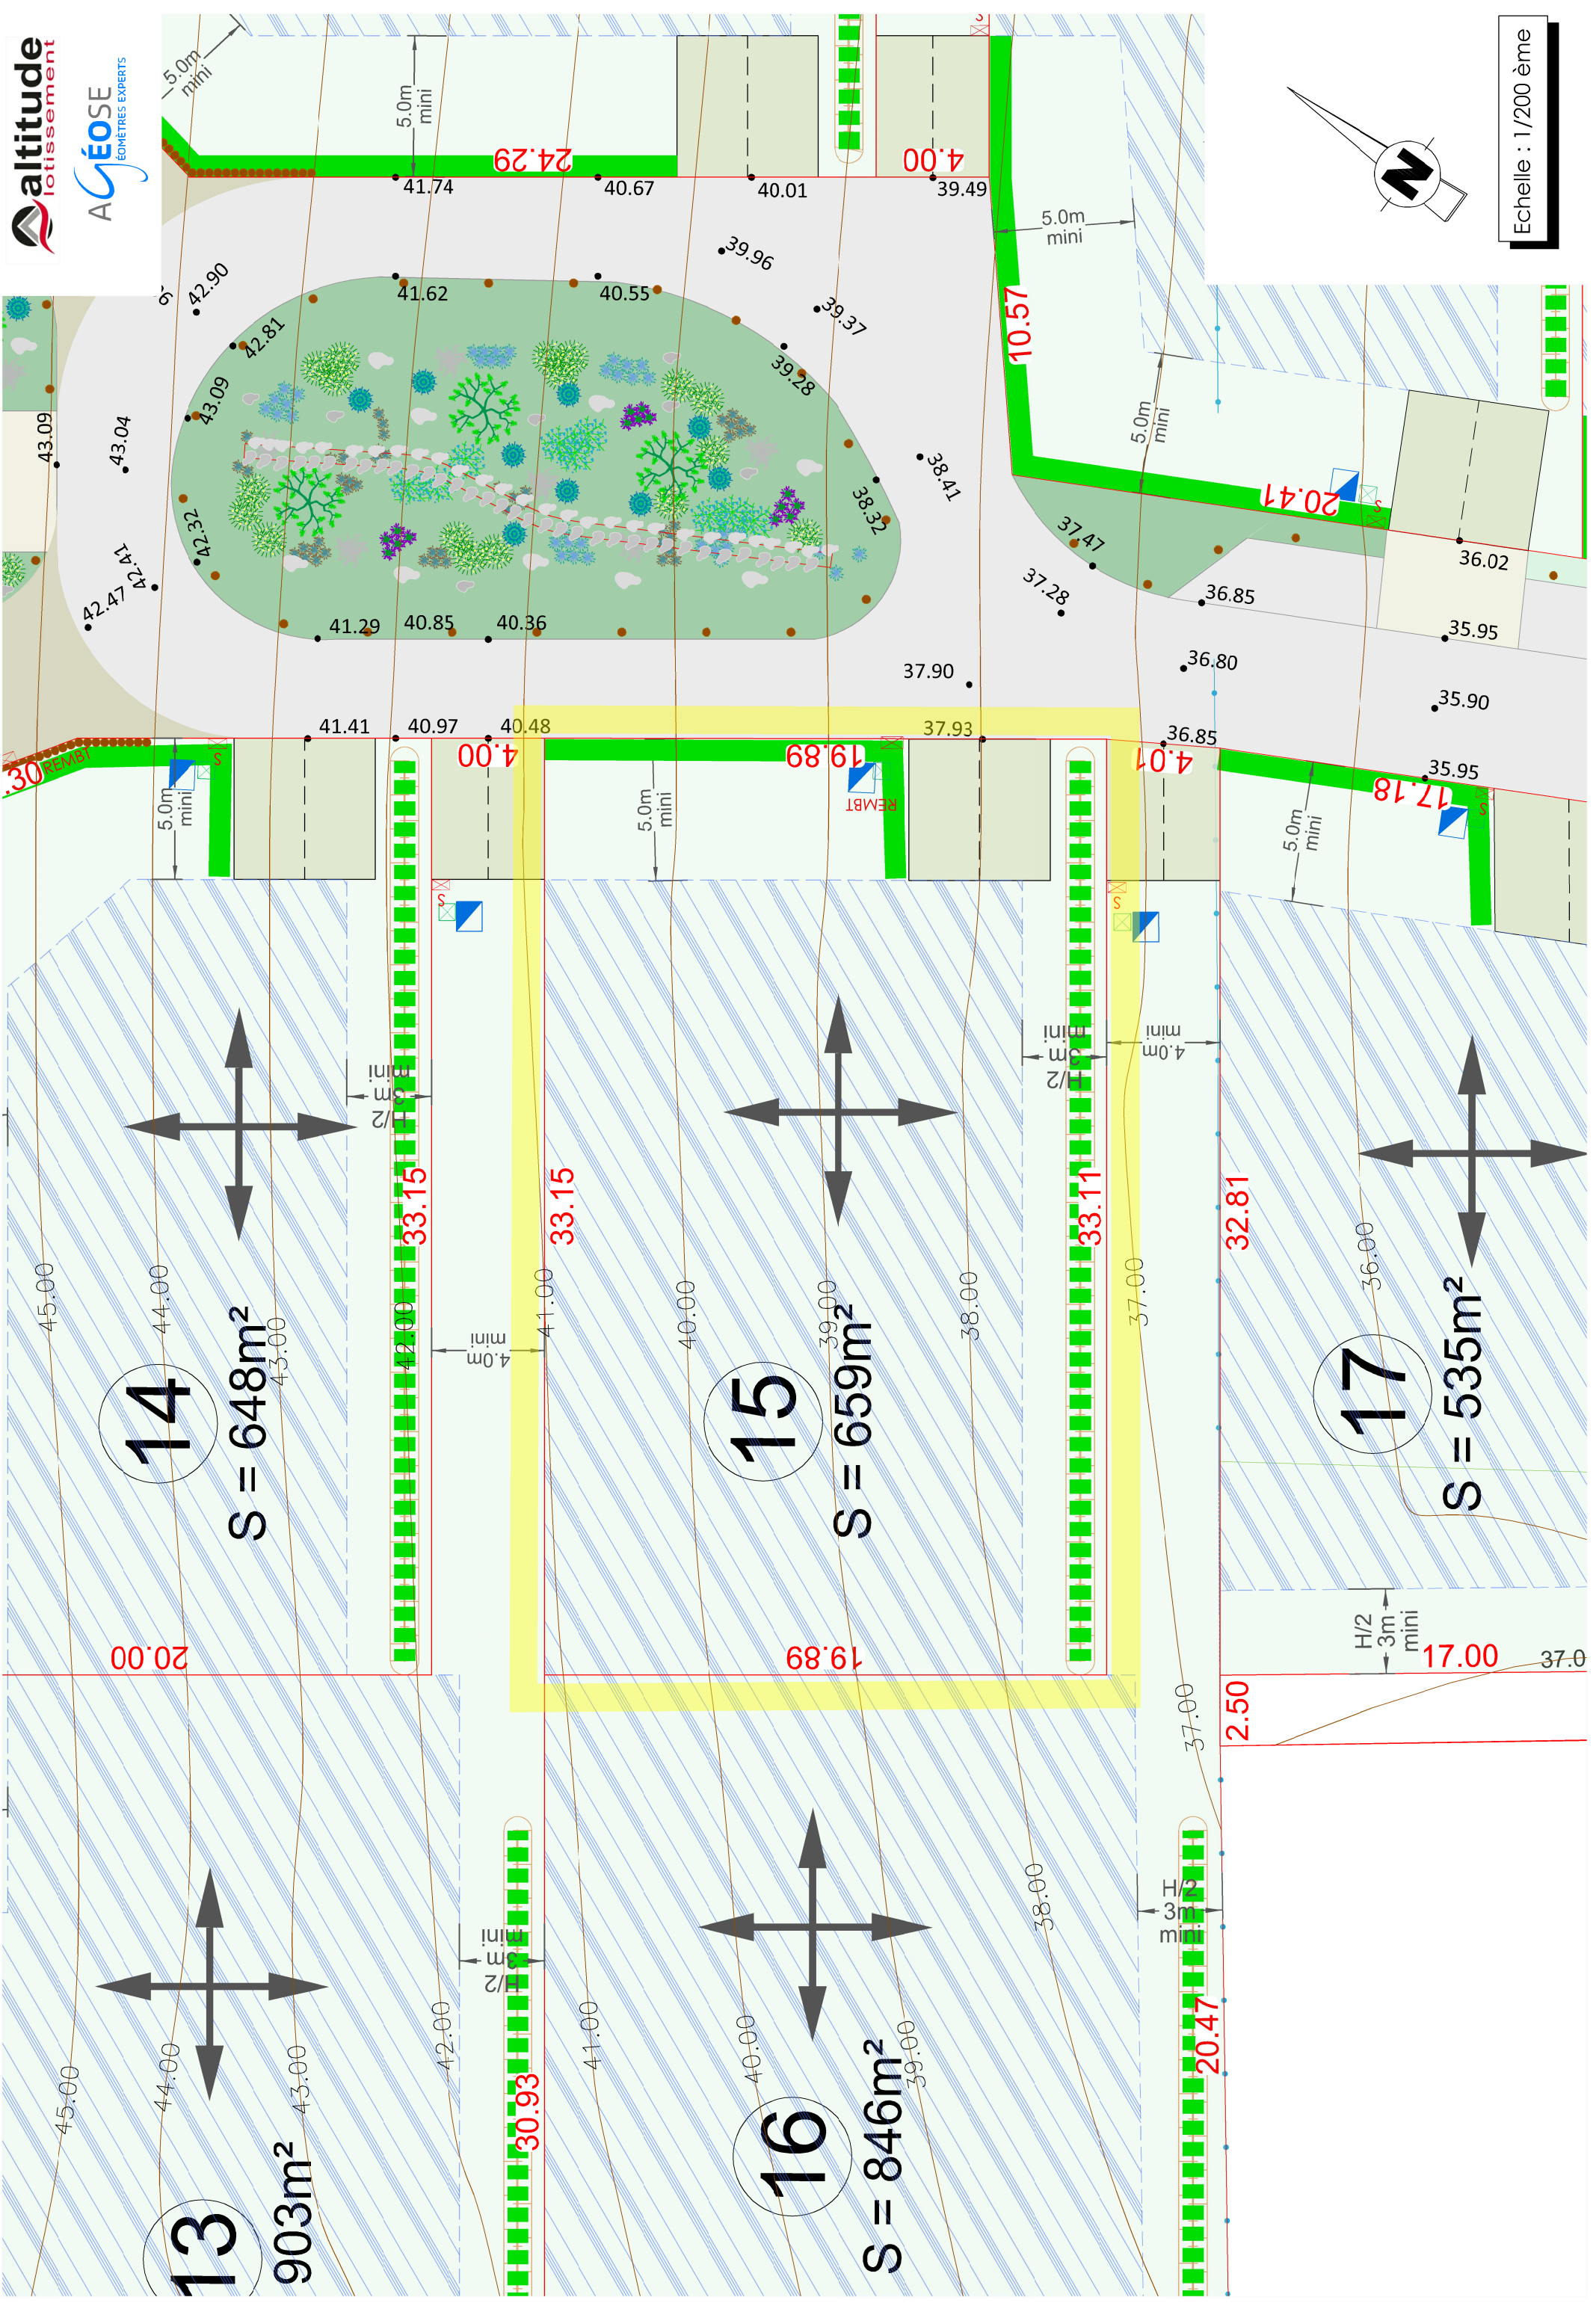 altitude
lotissement
AGÉOSE
ÉOMÈTRES EXPERTS
Echelle : 1/200 ème
N
5.0m
mini
5.0m
mini
24.29
4.00
S
41.74
40.67
40.01
39.49
5.0m
mini
42.90
41.62
40.55
39.96
39.37
42.81
39.28
10.57
43.09
43.04
43.09
38.41
38.32
5.0m
mini
20.41
S
42.32
42.41
42.47
37.47
37.28
36.85
36.02
41.29
40.85
40.36
35.95
36.80
37.90
35.90
41.41
40.97
40.48
37.93
36.85
35.95
.30
REMBT
S
4.00
19.89
4.01
17.18
S
REMBT
5.0m
mini
5.0m
mini
5.0m
mini
S
S
H/2
3m
mini
H/2
3m
mini
4.0m
mini
33.15
33.15
33.11
32.81
45.00
44.00
43.00
42.00
41.00
40.00
39.00
38.00
37.00
36.00
4.0m
mini
14
S = 648m²
15
S = 659m²
17
S = 535m²
20.00
19.89
H/2
3m
mini
17.00
37.0
2.50
37.00
H/2
3m
mini
H/2
3m
mini
38.00
45.00
44.00
43.00
42.00
41.00
40.00
39.00
30.93
20.47
13
903m²
16
S = 846m²